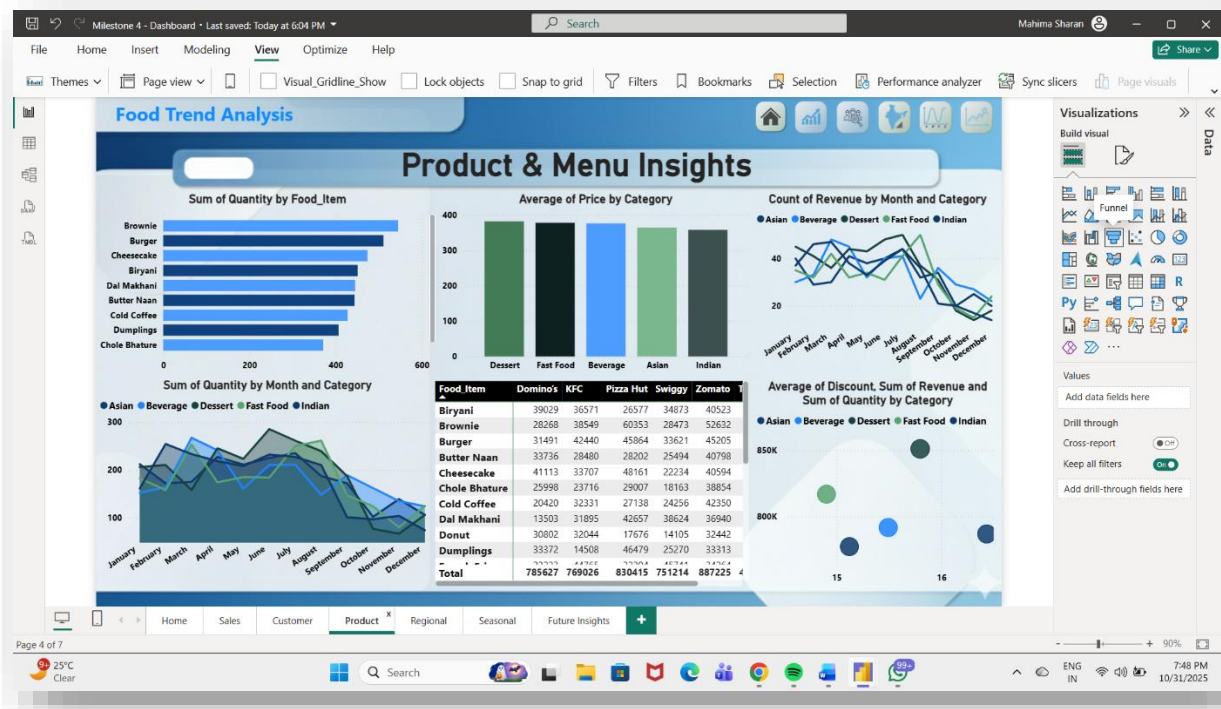 Milestone 4 - Dashboard • Last saved: Today at 6:04 PM
Search
Mahima Sharan
File Home Insert Modeling View Optimize Help
Share
Themes Page view Visual_Gridline_Show Lock objects Snap to grid Filters Bookmarks Selection Performance analyzer Sync slicers Page visuals
Food Trend Analysis
Product & Menu Insights
Sum of Quantity by Food_Item
Brownie
Burger
Cheesecake
Biryani
Dal Makhani
Butter Naan
Cold Coffee
Dumplings
Chole Bhature
0 200 400 600
Average of Price by Category
400
300
200
100
0
Dessert Fast Food Beverage Asian Indian
Count of Revenue by Month and Category
Asian Beverage Dessert Fast Food Indian
40
20
January February March April May June July August September October November December
Sum of Quantity by Month and Category
Asian Beverage Dessert Fast Food Indian
300
200
100
January February March April May June July August September October November December
Food_Item Domino's KFC Pizza Hut Swiggy Zomato T
Biryani 39029 36571 26577 34873 40523
Brownie 28268 38549 60353 28473 52632
Burger 31491 42440 45864 33621 45205
Butter Naan 33736 28480 28202 25494 40798
Cheesecake 41113 33707 48161 22234 40594
Chole Bhature 25998 23716 29007 18163 38854
Cold Coffee 20420 32331 27138 24256 42350
Dal Makhani 13503 31895 42657 38624 36940
Donut 30802 32044 17676 14105 32442
Dumplings 33372 14508 46479 25270 33313
Total 785627 769026 830415 751214 887225 4
Average of Discount, Sum of Revenue and
Sum of Quantity by Category
Asian Beverage Dessert Fast Food Indian
850K
800K
15 16
Visualizations
Build visual
Funnel
R
Py
123
Values
Add data fields here
Drill through
Cross-report Off
Keep all filters On
Add drill-through fields here
Data
Home Sales Customer Product x Regional Seasonal Future Insights +
Page 4 of 7
- + 90%
9+
25°C
Clear
Search
99+
ENG
IN
7:48 PM
10/31/2025